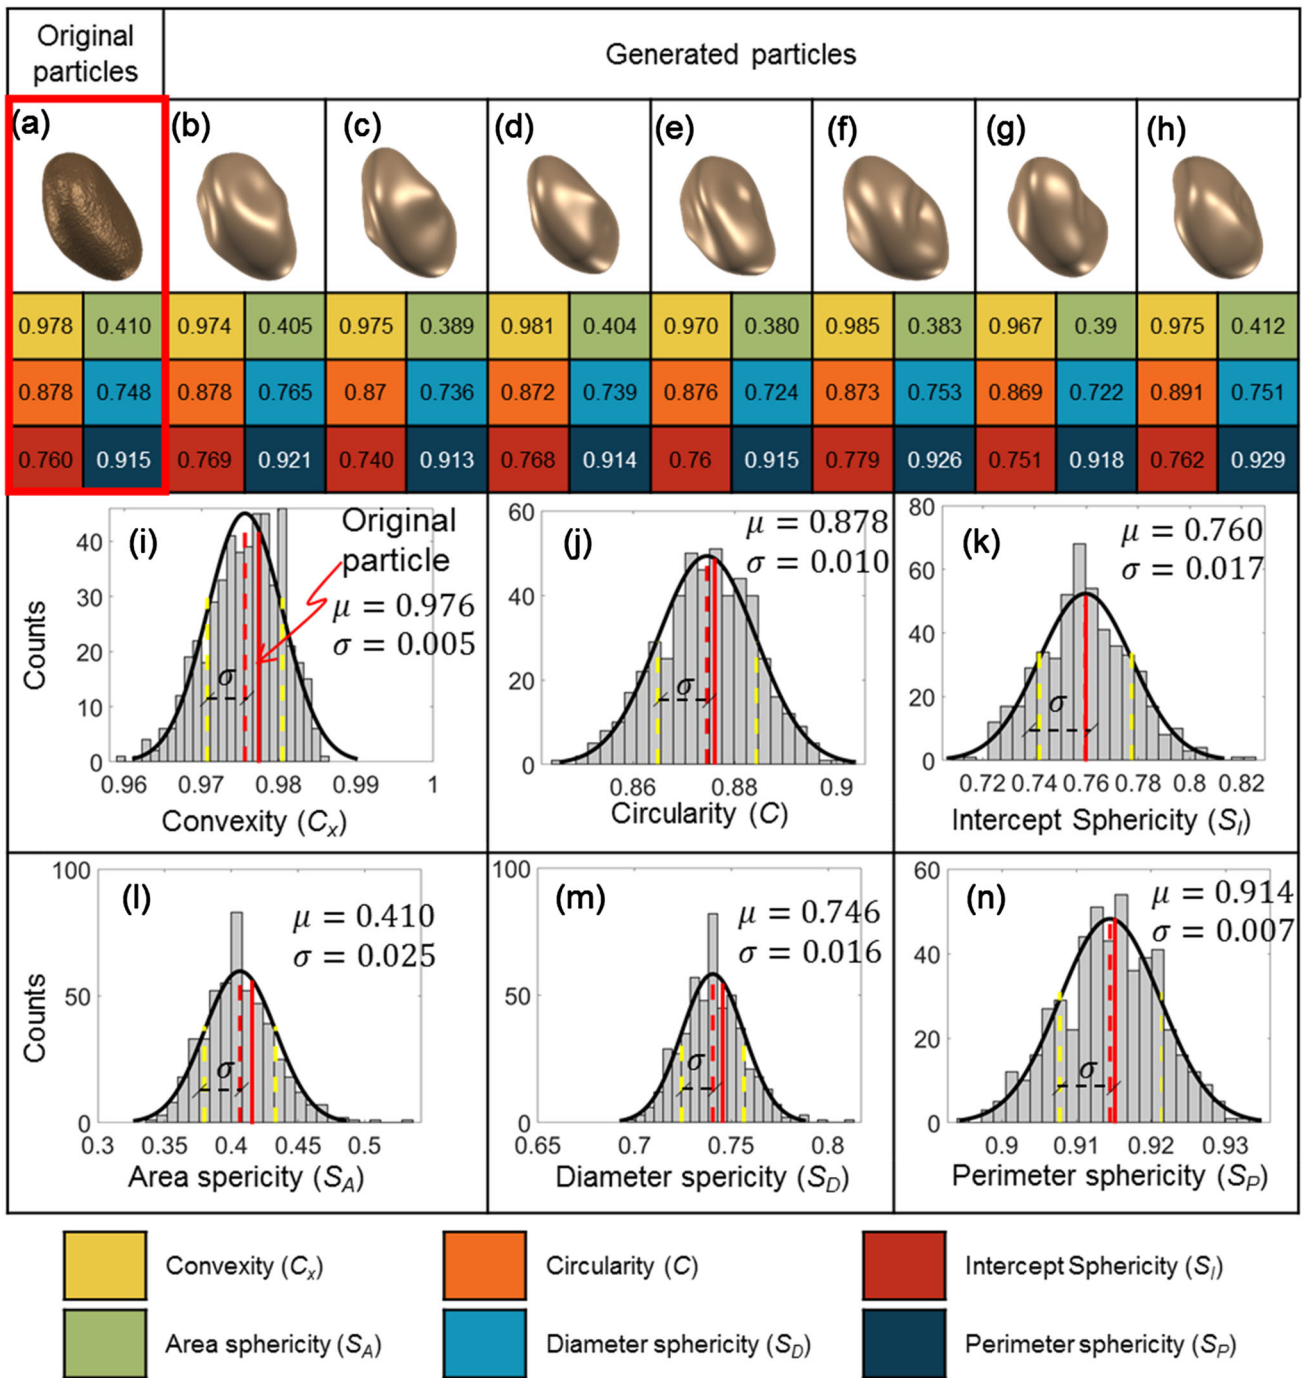 Original
particles
Generated particles
(a) (b) (c) (d) (e) (f) (g) (h)
0.978 0.410 0.974 0.405 0.975 0.389 0.981 0.404 0.970 0.380 0.985 0.383 0.967 0.39 0.975 0.412
0.878 0.748 0.878 0.765 0.87 0.736 0.872 0.739 0.876 0.724 0.873 0.753 0.869 0.722 0.891 0.751
0.760 0.915 0.769 0.921 0.740 0.913 0.768 0.914 0.76 0.915 0.779 0.926 0.751 0.918 0.762 0.929
(i)
Original
particle
μ = 0.976
σ = 0.005
σ
Counts
40
30
20
10
0
0.96 0.97 0.98 0.99 1
Convexity (Cx)
(j)
μ = 0.878
σ = 0.010
σ
60
40
20
0
0.86 0.88 0.9
Circularity (C)
(k)
μ = 0.760
σ = 0.017
σ
80
60
40
20
0
0.72 0.74 0.76 0.78 0.8 0.82
Intercept Sphericity (SI)
(l)
μ = 0.410
σ = 0.025
σ
Counts
100
50
0
0.3 0.35 0.4 0.45 0.5
Area spericity (SA)
(m)
μ = 0.746
σ = 0.016
σ
100
50
0
0.65 0.7 0.75 0.8
Diameter spericity (SD)
(n)
μ = 0.914
σ = 0.007
σ
60
40
20
0
0.9 0.91 0.92 0.93
Perimeter sphericity (SP)
Convexity (Cx)
Circularity (C)
Intercept Sphericity (SI)
Area sphericity (SA)
Diameter sphericity (SD)
Perimeter sphericity (SP)